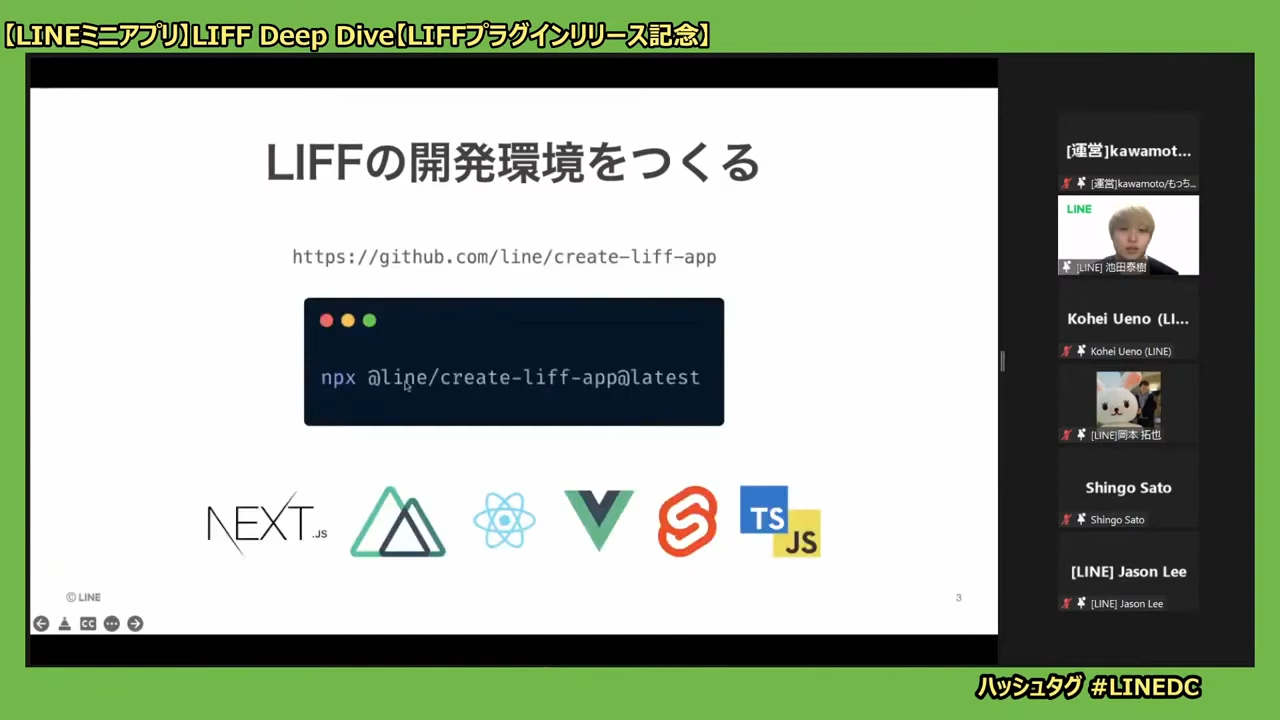 【LINEミニアプリ】LIFF Deep Dive【LIFFプラグインリリース記念】
LIFFの開発環境をつくる
https://github.com/line/create-liff-app
npx @line/create-liff-app@latest
NEXT.JS
TS
JS
© LINE
3
CC
[運営]kawamot...
[運営]kawamoto/もっち...
LINE
[LINE] 池田泰樹
Kohei Ueno (LI...
Kohei Ueno (LINE)
[LINE]岡本 拓也
Shingo Sato
Shingo Sato
[LINE] Jason Lee
[LINE] Jason Lee
ハッシュタグ #LINEDC